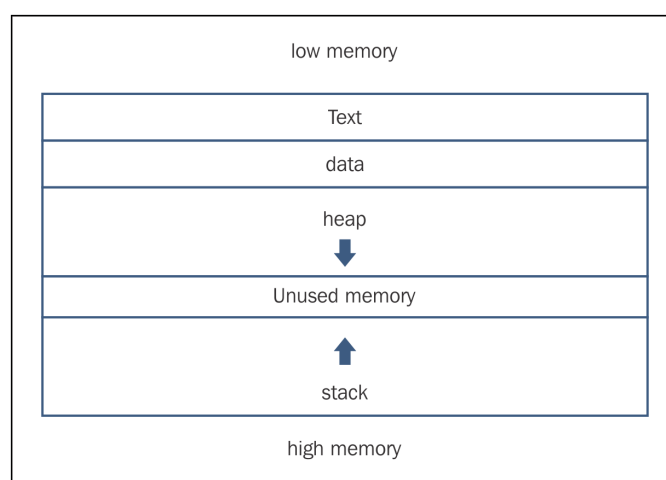 low memory
Text
data
heap
Unused memory
stack
high memory